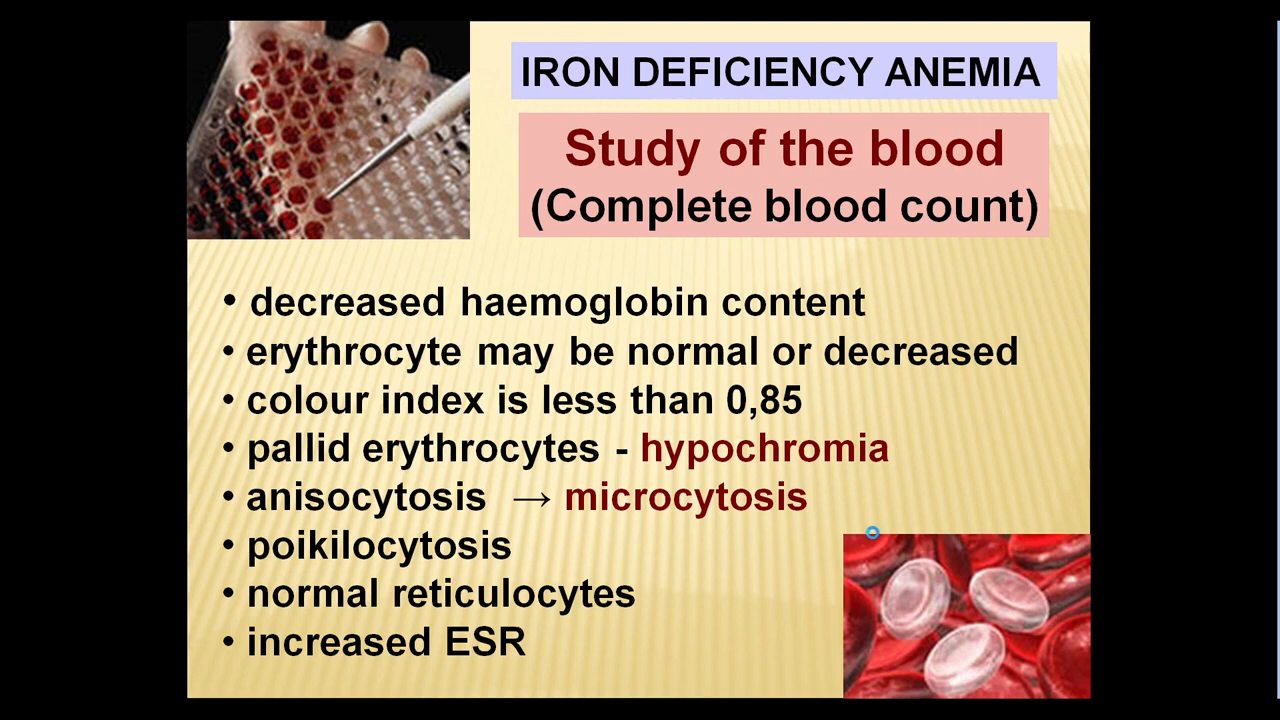 IRON DEFICIENCY ANEMIA
Study of the blood
(Complete blood count)
• decreased haemoglobin content
• erythrocyte may be normal or decreased
• colour index is less than 0,85
• pallid erythrocytes - hypochromia
• anisocytosis → microcytosis
• poikilocytosis
• normal reticulocytes
• increased ESR